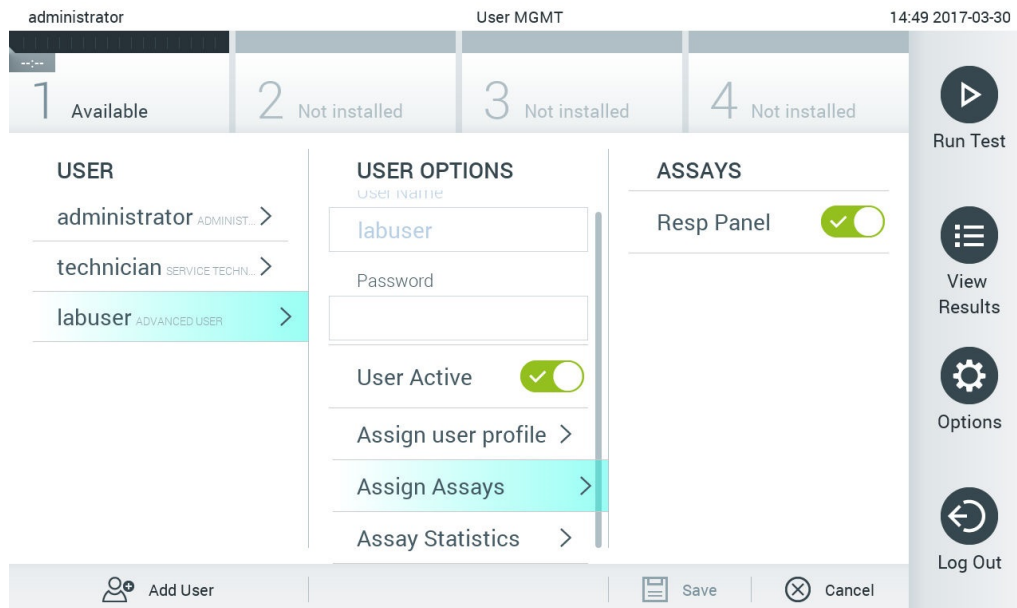 administrator
User MGMT
14:49 2017-03-30
--:--
1 Available
2 Not installed
3 Not installed
4 Not installed
Run Test
USER
administrator ADMINIST... >
technician SERVICE TECHN... >
labuser ADVANCED USER >
USER OPTIONS
User Name
labuser
Password
User Active
Assign user profile >
Assign Assays >
Assay Statistics >
ASSAYS
Resp Panel
View
Results
Options
Log Out
Add User
Save
Cancel